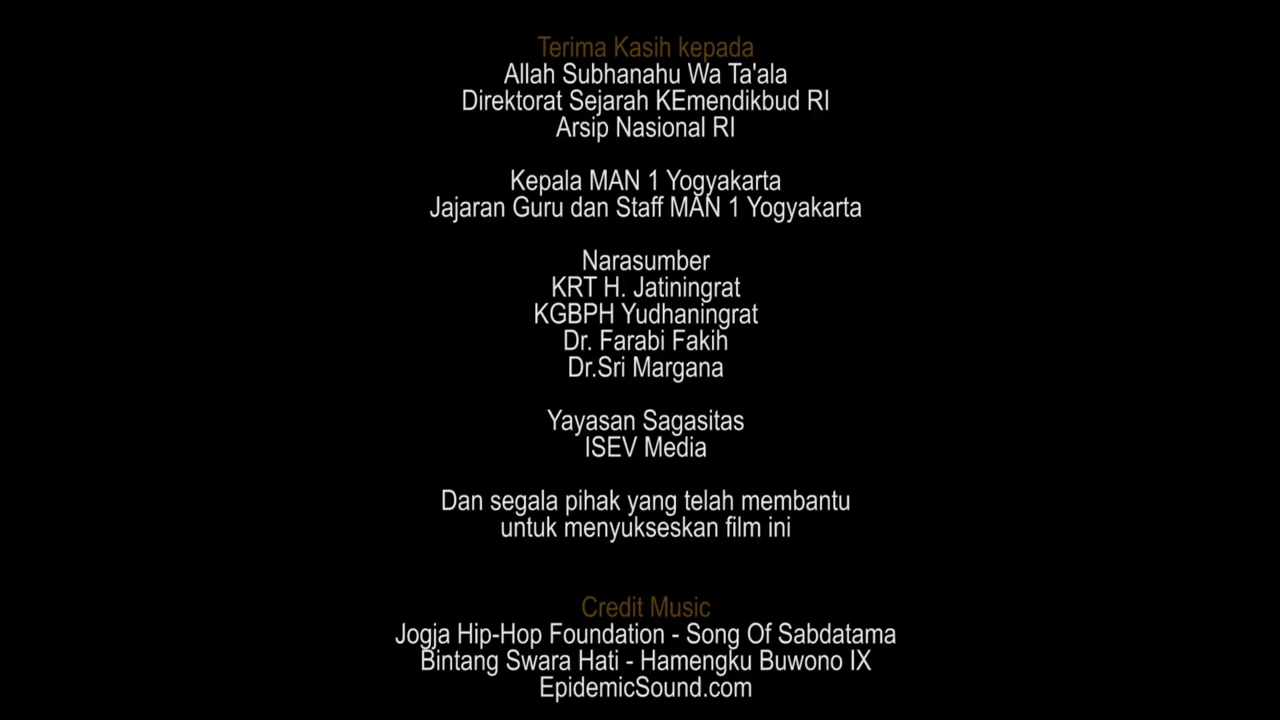 Terima Kasih kepada
Allah Subhanahu Wa Ta'ala
Direktorat Sejarah KEmendikbud RI
Arsip Nasional RI
Kepala MAN 1 Yogyakarta
Jajaran Guru dan Staff MAN 1 Yogyakarta
Narasumber
KRT H. Jatiningrat
KGBPH Yudhaningrat
Dr. Farabi Fakih
Dr.Sri Margana
Yayasan Sagasitas
ISEV Media
Dan segala pihak yang telah membantu
untuk menyukseskan film ini
Credit Music
Jogja Hip-Hop Foundation - Song Of Sabdatama
Bintang Swara Hati - Hamengku Buwono IX
EpidemicSound.com